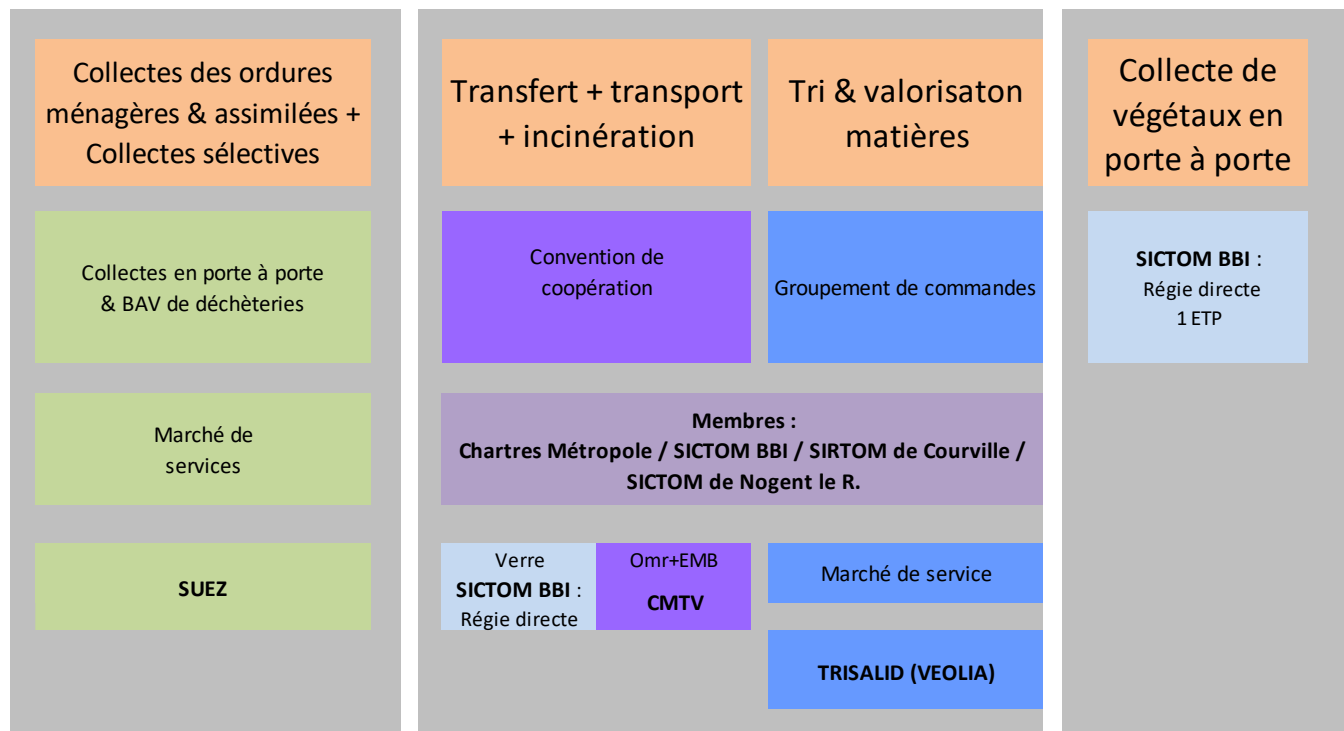 Collectes des ordures
ménagères & assimilées +
Collectes sélectives
Collectes en porte à porte
& BAV de déchèteries
Marché de
services
SUEZ
Transfert + transport
+ incinération
Tri & valorisaton
matières
Convention de
coopération
Groupement de commandes
Membres :
Chartres Métropole / SICTOM BBI / SIRTOM de Courville /
SICTOM de Nogent le R.
Verre
SICTOM BBI :
Régie directe
Omr+EMB
CMTV
Marché de service
TRISALID (VEOLIA)
Collecte de
végétaux en
porte à porte
SICTOM BBI :
Régie directe
1 ETP